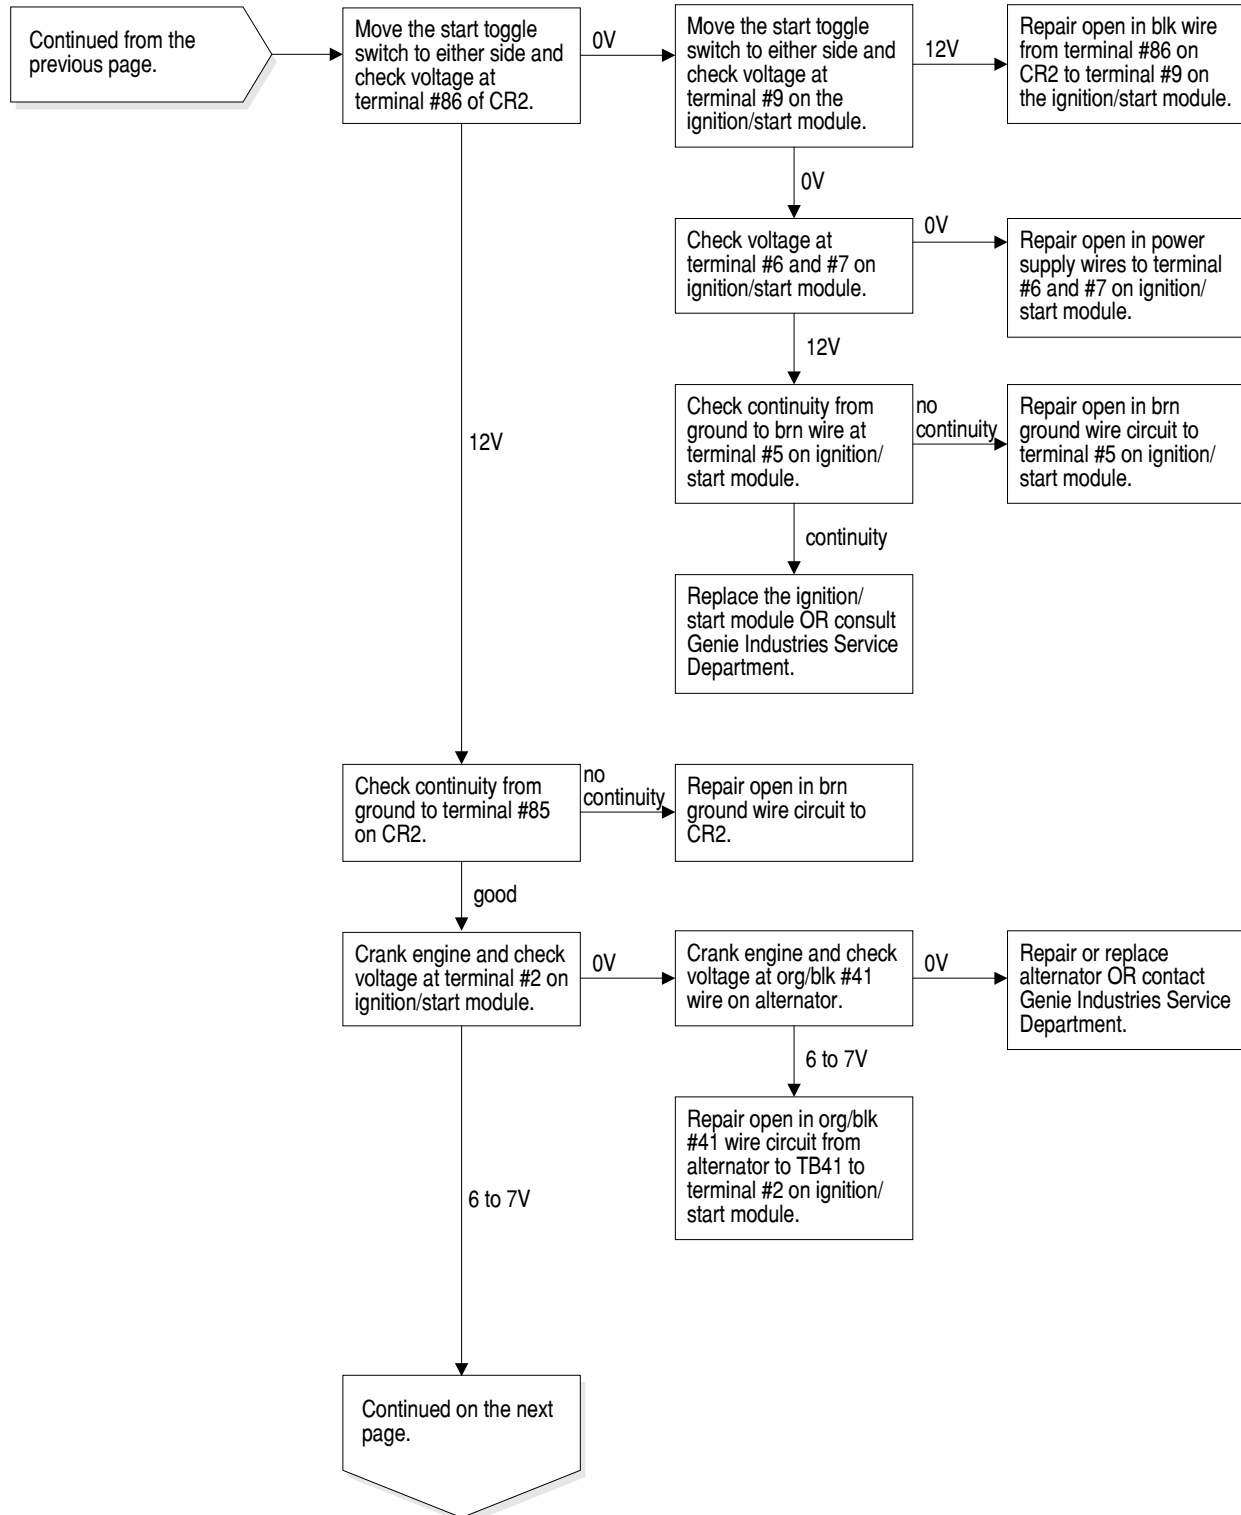 Continued from the
previous page.
Move the start toggle
switch to either side and
check voltage at
terminal #86 of CR2.
0V
Move the start toggle
switch to either side and
check voltage at
terminal #9 on the
ignition/start module.
12V
Repair open in blk wire
from terminal #86 on
CR2 to terminal #9 on
the ignition/start module.
0V
Check voltage at
terminal #6 and #7 on
ignition/start module.
0V
Repair open in power
supply wires to terminal
#6 and #7 on ignition/
start module.
12V
12V
Check continuity from
ground to brn wire at
terminal #5 on ignition/
start module.
no
continuity
Repair open in brn
ground wire circuit to
terminal #5 on ignition/
start module.
continuity
Replace the ignition/
start module OR consult
Genie Industries Service
Department.
Check continuity from
ground to terminal #85
on CR2.
no
continuity
Repair open in brn
ground wire circuit to
CR2.
good
Crank engine and check
voltage at terminal #2 on
ignition/start module.
0V
Crank engine and check
voltage at org/blk #41
wire on alternator.
0V
Repair or replace
alternator OR contact
Genie Industries Service
Department.
6 to 7V
Repair open in org/blk
#41 wire circuit from
alternator to TB41 to
terminal #2 on ignition/
start module.
6 to 7V
Continued on the next
page.